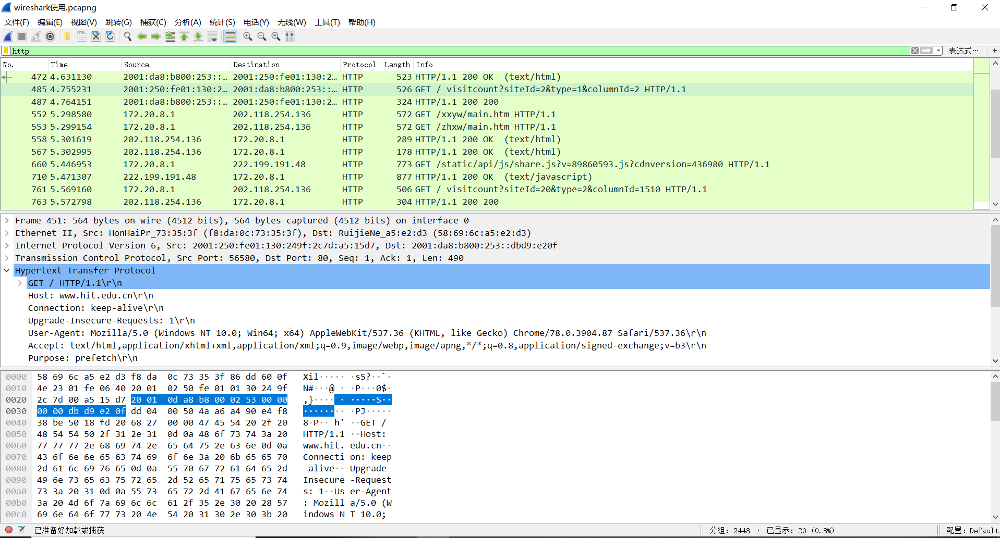 wireshark使用.pcapng
文件(F) 编辑(E) 视图(V) 跳转(G) 捕获(C) 分析(A) 统计(S) 电话(Y) 无线(W) 工具(T) 帮助(H)
http 表达式… +
No. Time Source Destination Protocol Length Info
472 4.631130 2001:da8:b800:253::… 2001:250:fe01:130:2… HTTP 523 HTTP/1.1 200 OK  (text/html)
485 4.755231 2001:250:fe01:130:2… 2001:da8:b800:253::… HTTP 526 GET /_visitcount?siteId=2&type=1&columnId=2 HTTP/1.1
487 4.764151 2001:da8:b800:253::… 2001:250:fe01:130:2… HTTP 324 HTTP/1.1 200 200
552 5.298580 172.20.8.1 202.118.254.136 HTTP 572 GET /xxyw/main.htm HTTP/1.1
553 5.299154 172.20.8.1 202.118.254.136 HTTP 572 GET /zhxw/main.htm HTTP/1.1
558 5.301619 202.118.254.136 172.20.8.1 HTTP 289 HTTP/1.1 200 OK  (text/html)
567 5.302995 202.118.254.136 172.20.8.1 HTTP 178 HTTP/1.1 200 OK  (text/html)
660 5.446953 172.20.8.1 222.199.191.48 HTTP 773 GET /static/api/js/share.js?v=89860593.js?cdnversion=436980 HTTP/1.1
710 5.471307 222.199.191.48 172.20.8.1 HTTP 877 HTTP/1.1 200 OK  (text/javascript)
761 5.569160 172.20.8.1 202.118.254.136 HTTP 506 GET /_visitcount?siteId=20&type=2&columnId=1510 HTTP/1.1
763 5.572798 202.118.254.136 172.20.8.1 HTTP 304 HTTP/1.1 200 200
Frame 451: 564 bytes on wire (4512 bits), 564 bytes captured (4512 bits) on interface 0
Ethernet II, Src: HonHaiPr_73:35:3f (f8:da:0c:73:35:3f), Dst: RuijieNe_a5:e2:d3 (58:69:6c:a5:e2:d3)
Internet Protocol Version 6, Src: 2001:250:fe01:130:249f:2c7d:a5:15d7, Dst: 2001:da8:b800:253::dbd9:e20f
Transmission Control Protocol, Src Port: 56580, Dst Port: 80, Seq: 1, Ack: 1, Len: 490
Hypertext Transfer Protocol
GET / HTTP/1.1\r\n
Host: www.hit.edu.cn\r\n
Connection: keep-alive\r\n
Upgrade-Insecure-Requests: 1\r\n
User-Agent: Mozilla/5.0 (Windows NT 10.0; Win64; x64) AppleWebKit/537.36 (KHTML, like Gecko) Chrome/78.0.3904.87 Safari/537.36\r\n
Accept: text/html,application/xhtml+xml,application/xml;q=0.9,image/webp,image/apng,*/*;q=0.8,application/signed-exchange;v=b3\r\n
Purpose: prefetch\r\n
0000 58 69 6c a5 e2 d3 f8 da 0c 73 35 3f 86 dd 60 0f Xil····· ·s5?··`·
0010 4e 23 01 fe 06 40 20 01 02 50 fe 01 01 30 24 9f N#···@ · ·P···0$·
0020 2c 7d 00 a5 15 d7 20 01 0d a8 b8 00 02 53 00 00 ,}···· · ·····S··
0030 00 00 db d9 e2 0f dd 04 00 50 4a a6 a4 90 e4 f8 ········ ·PJ·····
0040 38 be 50 18 fd 20 68 27 00 00 47 45 54 20 2f 20 8·P·· h' ··GET /
0050 48 54 54 50 2f 31 2e 31 0d 0a 48 6f 73 74 3a 20 HTTP/1.1 ··Host:
0060 77 77 77 2e 68 69 74 2e 65 64 75 2e 63 6e 0d 0a www.hit. edu.cn··
0070 43 6f 6e 6e 65 63 74 69 6f 6e 3a 20 6b 65 65 70 Connecti on: keep
0080 2d 61 6c 69 76 65 0d 0a 55 70 67 72 61 64 65 2d -alive·· Upgrade-
0090 49 6e 73 65 63 75 72 65 2d 52 65 71 75 65 73 74 Insecure -Request
00a0 73 3a 20 31 0d 0a 55 73 65 72 2d 41 67 65 6e 74 s: 1··Us er-Agent
00b0 3a 20 4d 6f 7a 69 6c 6c 61 2f 35 2e 30 20 28 57 : Mozill a/5.0 (W
00c0 69 6e 64 6f 77 73 20 4e 54 20 31 30 2e 30 3b 20 indows N T 10.0;
已准备好加载或捕获 分组: 2448 · 已显示: 20 (0.8%) 配置: Default